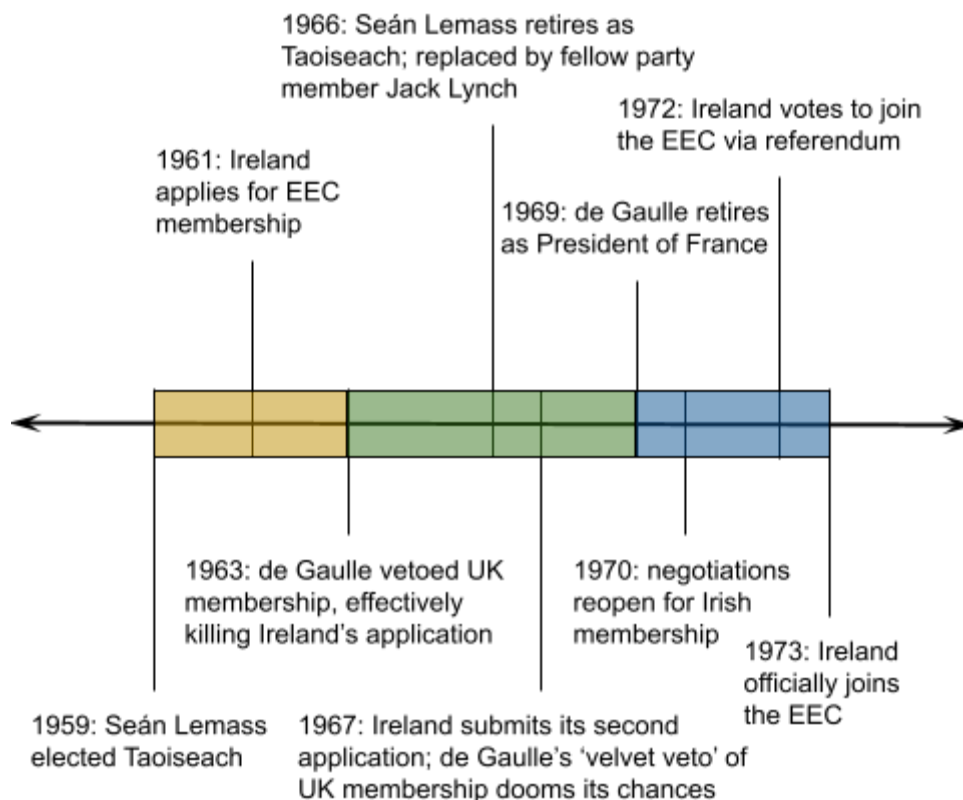 1966: Seán Lemass retires as
Taoiseach; replaced by fellow party
member Jack Lynch
1972: Ireland votes to join
the EEC via referendum
1961: Ireland
applies for EEC
membership
1969: de Gaulle retires
as President of France
1963: de Gaulle vetoed UK
membership, effectively
killing Ireland’s application
1970: negotiations
reopen for Irish
membership
1973: Ireland
officially joins
the EEC
1959: Seán Lemass
elected Taoiseach
1967: Ireland submits its second
application; de Gaulle’s ‘velvet veto’ of
UK membership dooms its chances